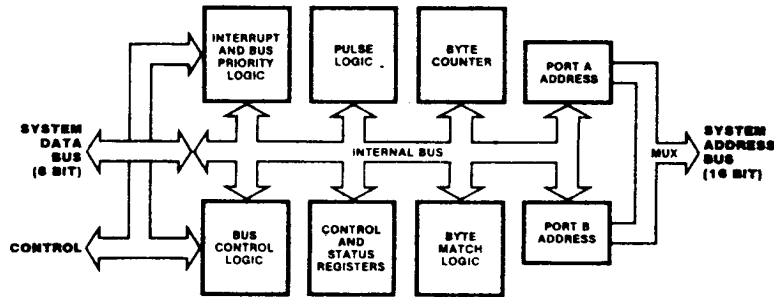 INTERRUPT
AND BUS
PRIORITY
LOGIC
PULSE
LOGIC
BYTE
COUNTER
PORT A
ADDRESS
SYSTEM
DATA
BUS
(8 BIT)
INTERNAL BUS
MUX
SYSTEM
ADDRESS
BUS
(16 BIT)
CONTROL
BUS
CONTROL
LOGIC
CONTROL
AND
STATUS
REGISTERS
BYTE
MATCH
LOGIC
PORT B
ADDRESS